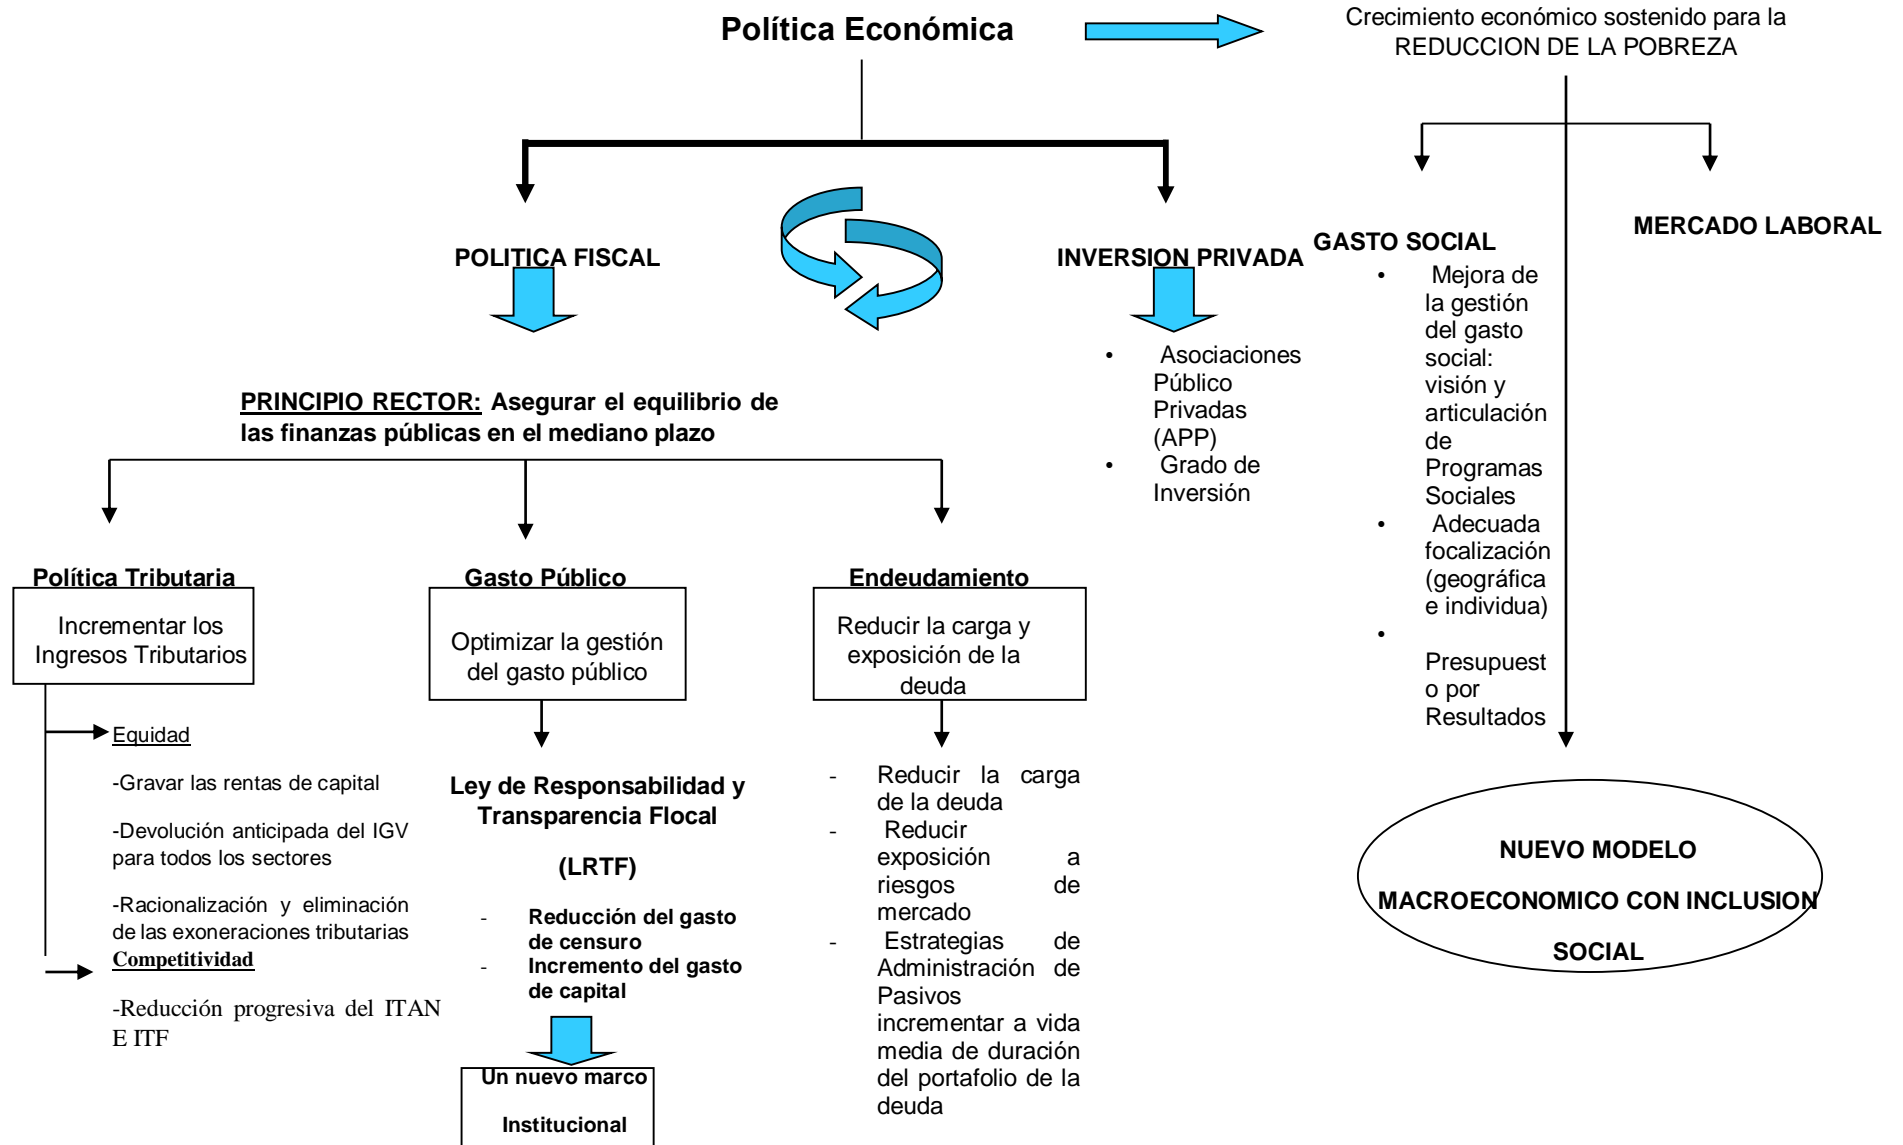 Política Económica
Crecimiento económico sostenido para la
REDUCCION DE LA POBREZA
POLITICA FISCAL
INVERSION PRIVADA
GASTO SOCIAL
MERCADO LABORAL
• Mejora de
la gestión
del gasto
social:
visión y
articulación
de
Programas
Sociales
• Adecuada
focalización
(geográfica
e individua)
•
Presupuest
o por
Resultados
• Asociaciones
Público
Privadas
(APP)
• Grado de
Inversión
PRINCIPIO RECTOR: Asegurar el equilibrio de
las finanzas públicas en el mediano plazo
Política Tributaria
Incrementar los
Ingresos Tributarios
Equidad
-Gravar las rentas de capital
-Devolución anticipada del IGV
para todos los sectores
-Racionalización y eliminación
de las exoneraciones tributarias
Competitividad
-Reducción progresiva del ITAN
E ITF
Gasto Público
Optimizar la gestión
del gasto público
Ley de Responsabilidad y
Transparencia Flocal
(LRTF)
- Reducción del gasto
de censuro
- Incremento del gasto
de capital
Un nuevo marco
Institucional
Endeudamiento
Reducir la carga y
exposición de la
deuda
- Reducir la carga
de la deuda
- Reducir
exposición a
riesgos de
mercado
- Estrategias de
Administración de
Pasivos
incrementar a vida
media de duración
del portafolio de la
deuda
NUEVO MODELO
MACROECONOMICO CON INCLUSION
SOCIAL